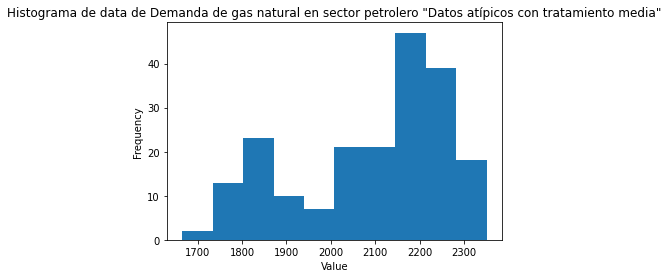 Histograma de data de Demanda de gas natural en sector petrolero "Datos atípicos con tratamiento media"
Frequency
40
30
20
10
0
1700 1800 1900 2000 2100 2200 2300
Value